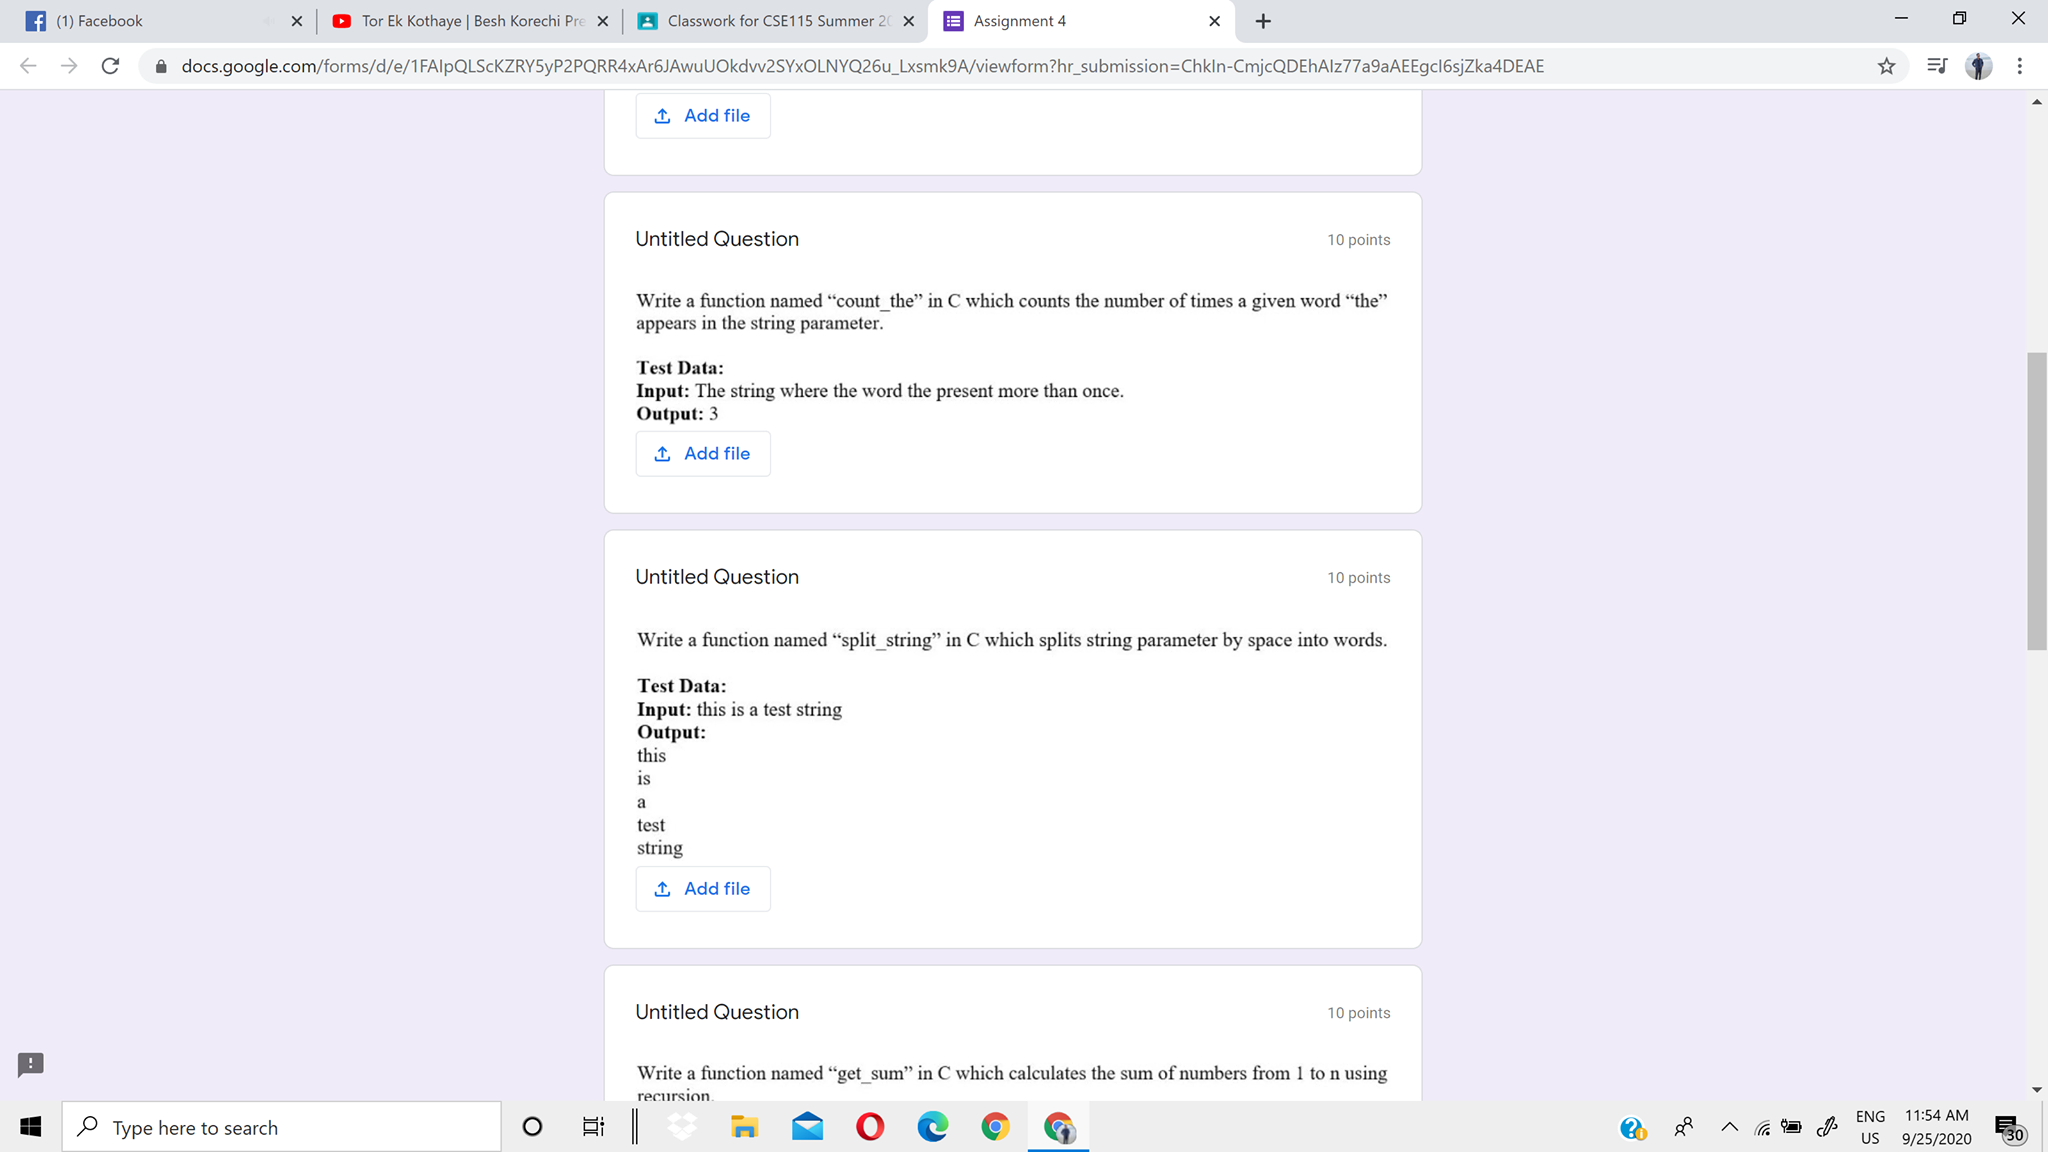 (1) Facebook
Tor Ek Kothaye | Besh Korechi Pre
Classwork for CSE115 Summer 20
Assignment 4
docs.google.com/forms/d/e/1FAIpQLScKZRY5yP2PQRR4xAr6JAwuUOkdvv2SYxOLNYQ26u_Lxsmk9A/viewform?hr_submission=ChkIn-CmjcQDEhAIz77a9aAEEgcI6sjZka4DEAE
Add file
Untitled Question
10 points
Write a function named “count_the” in C which counts the number of times a given word “the”
appears in the string parameter.
Test Data:
Input: The string where the word the present more than once.
Output: 3
Add file
Untitled Question
10 points
Write a function named “split_string” in C which splits string parameter by space into words.
Test Data:
Input: this is a test string
Output:
this
is
a
test
string
Add file
Untitled Question
10 points
Write a function named “get_sum” in C which calculates the sum of numbers from 1 to n using
recursion.
Type here to search
ENG
US
11:54 AM
9/25/2020
30